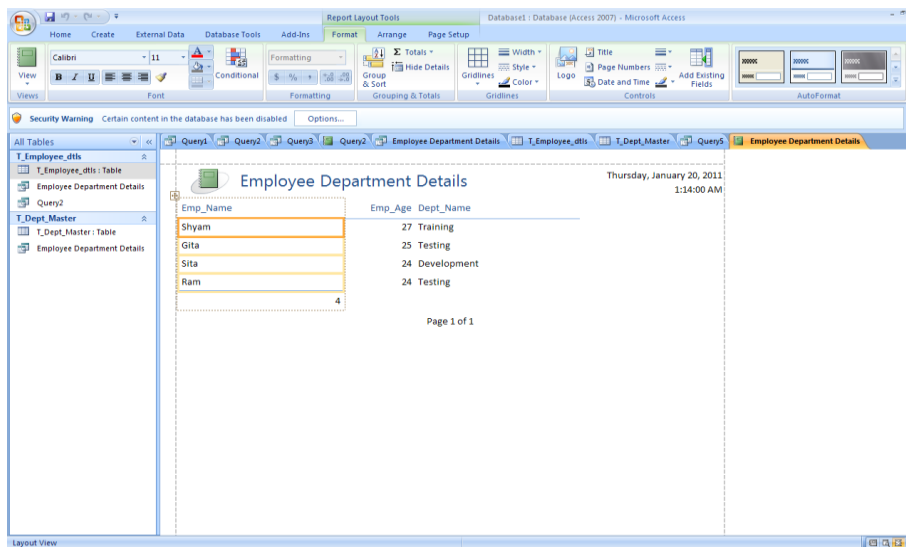 Report Layout Tools
Database1 : Database (Access 2007) - Microsoft Access
Home Create External Data Database Tools Add-Ins Format Arrange Page Setup
View
Calibri 11
B I U A
Conditional
Formatting
$ %
Group & Sort
Σ Totals
Hide Details
Gridlines
Width
Style
Color
Logo
Title
Page Numbers
Date and Time
Add Existing Fields
Views Font Formatting Grouping & Totals Gridlines Controls AutoFormat
Security Warning Certain content in the database has been disabled Options...
All Tables
Query1 Query2 Query3 Query2 Employee Department Details T_Employee_dtls T_Dept_Master Query5 Employee Department Details
T_Employee_dtls
T_Employee_dtls : Table
Employee Department Details
Query2
T_Dept_Master
T_Dept_Master : Table
Employee Department Details
Employee Department Details
Thursday, January 20, 2011
1:14:00 AM
Emp_Name Emp_Age Dept_Name
Shyam 27 Training
Gita 25 Testing
Sita 24 Development
Ram 24 Testing
4
Page 1 of 1
Layout View